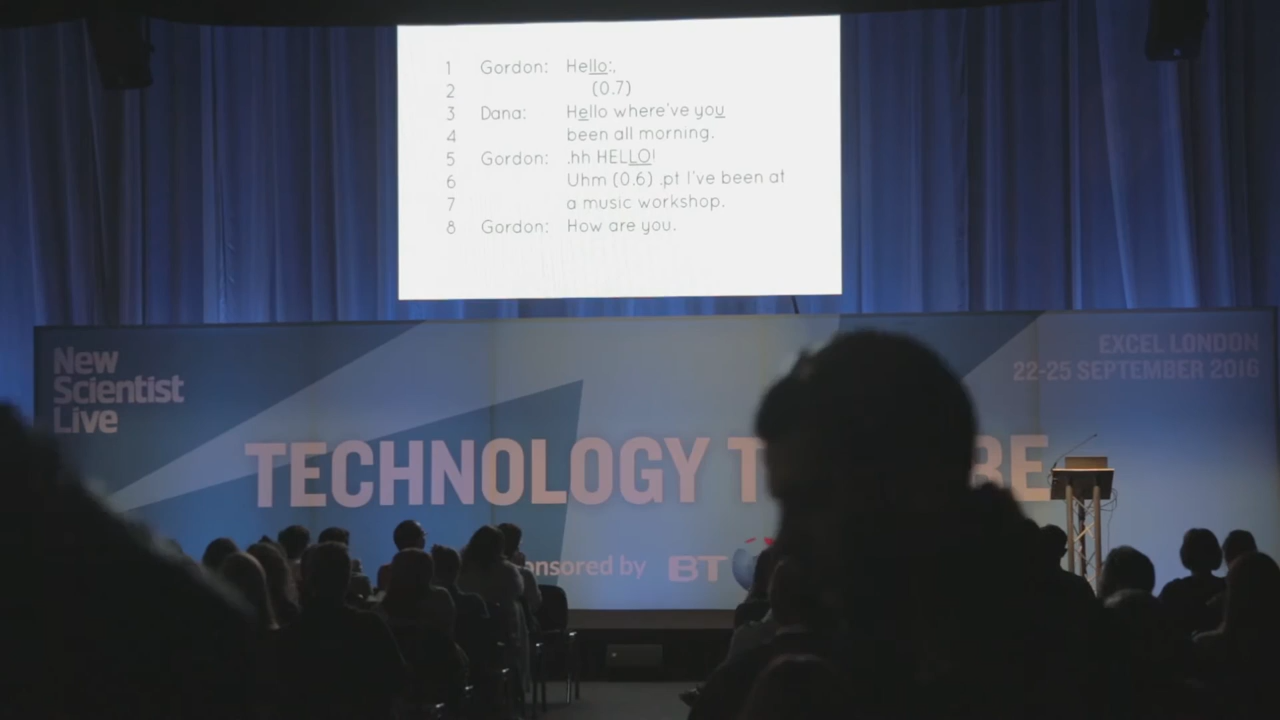 1 Gordon: Hello:,
2 (0.7)
3 Dana: Hello where've you
4 been all morning.
5 Gordon: .hh HELLO!
6 Uhm (0.6) .pt I've been at
7 a music workshop.
8 Gordon: How are you.
New
Scientist
Live
EXCEL LONDON
22-25 SEPTEMBER 2016
TECHNOLOGY
by BT